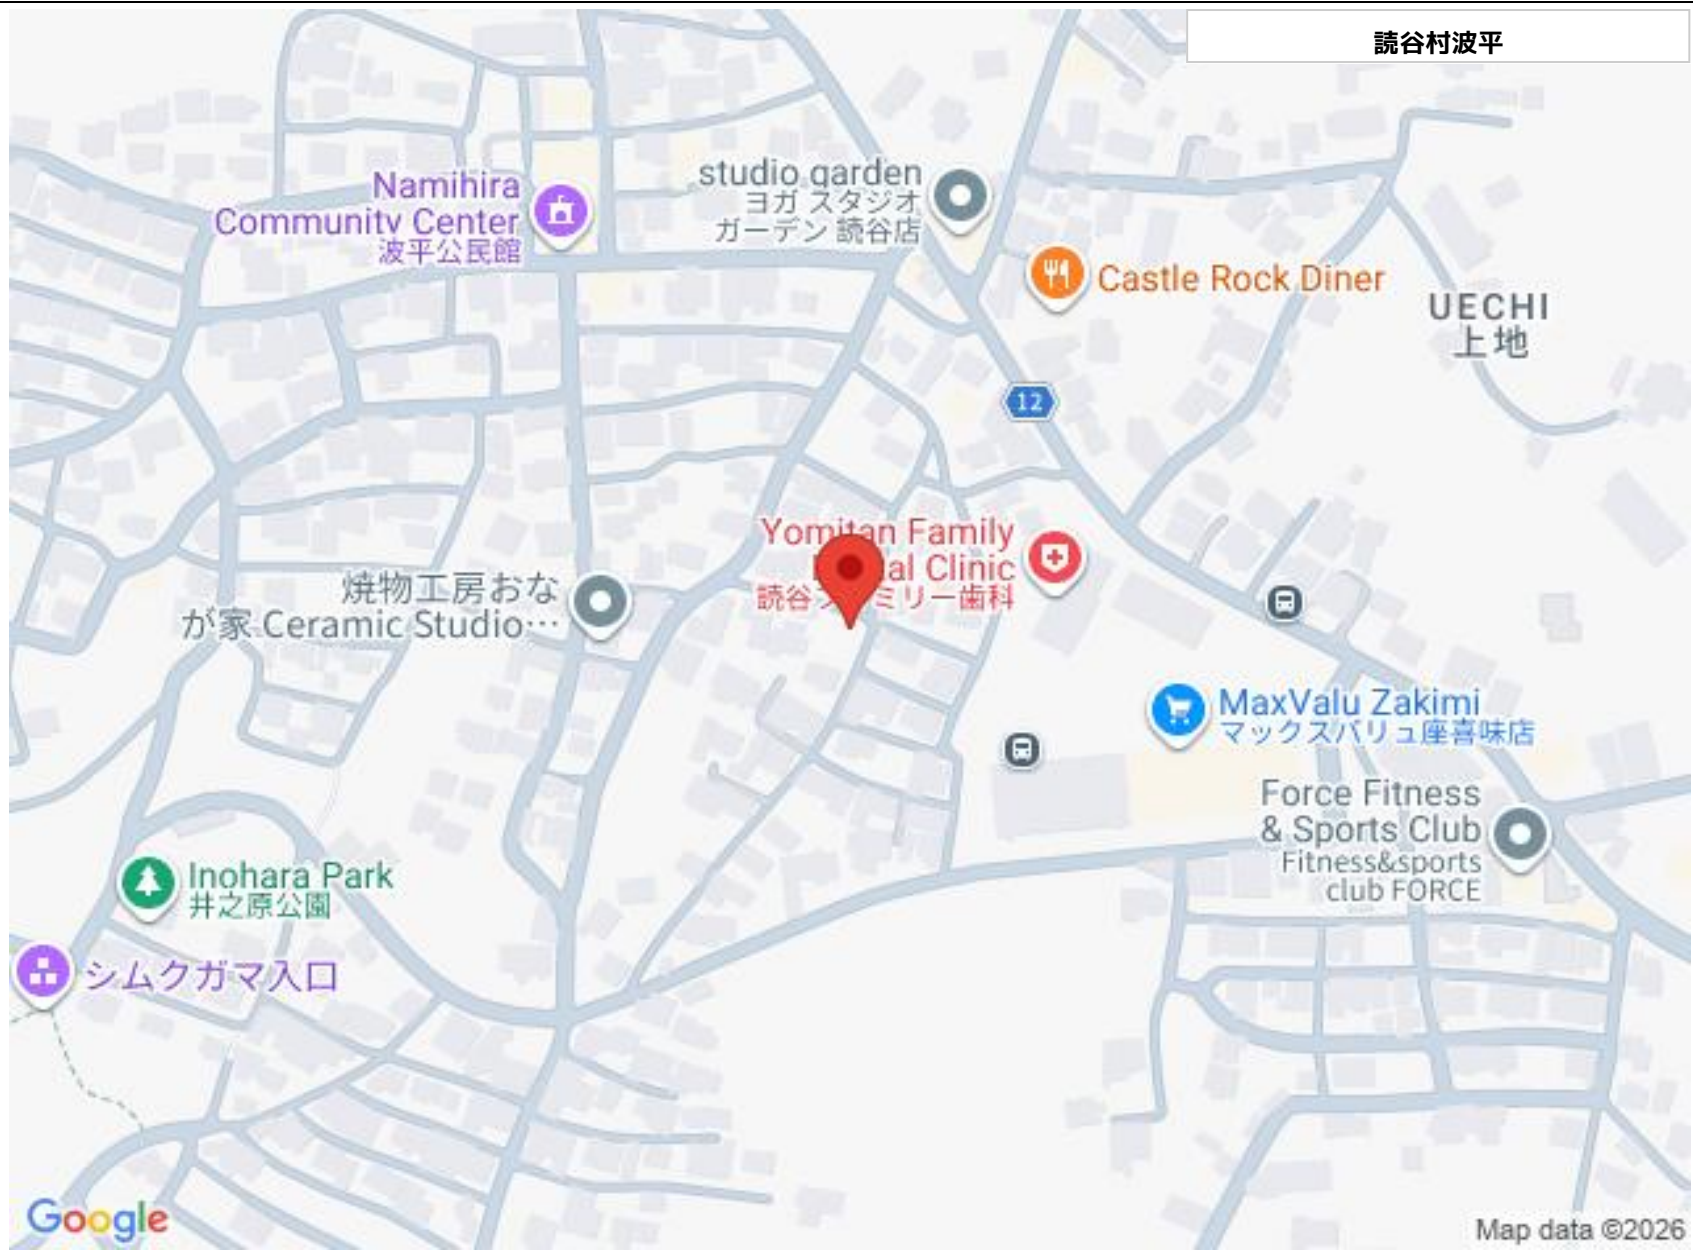 読谷村波平
Namihira
Community Center
波平公民館
studio garden
ヨガ スタジオ
ガーデン 読谷店
Castle Rock Diner
UECHI
上地
12
Yomitan Family
al Clinic
読谷ファミリー歯科
焼物工房おな
が家 Ceramic Studio…
MaxValu Zakimi
マックスバリュ座喜味店
Force Fitness
& Sports Club
Fitness&sports
club FORCE
Inohara Park
井之原公園
シムクガマ入口
Google
Map data ©2026